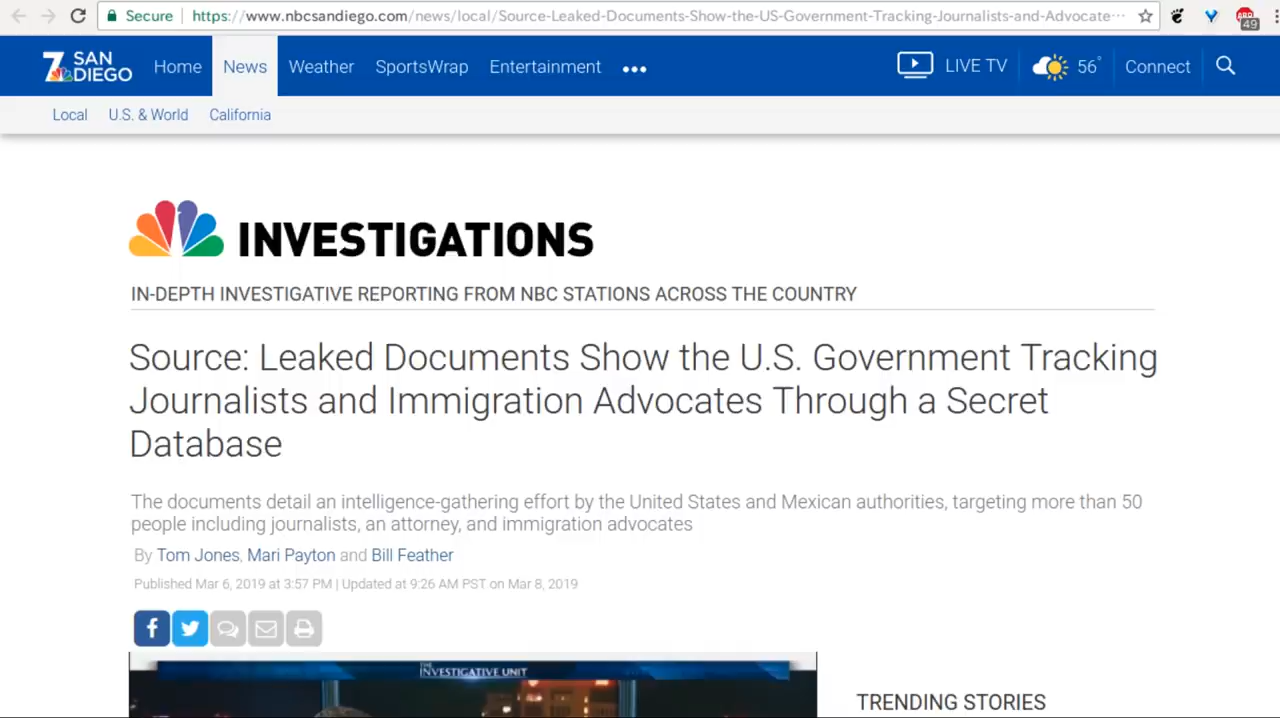 Secure https://www.nbcsandiego.com/news/local/Source-Leaked-Documents-Show-the-US-Government-Tracking-Journalists-and-Advocate…
ABP
49
7 SAN DIEGO
Home News Weather SportsWrap Entertainment ••• LIVE TV 56° Connect
Local U.S. & World California
INVESTIGATIONS
IN-DEPTH INVESTIGATIVE REPORTING FROM NBC STATIONS ACROSS THE COUNTRY
Source: Leaked Documents Show the U.S. Government Tracking
Journalists and Immigration Advocates Through a Secret
Database
The documents detail an intelligence-gathering effort by the United States and Mexican authorities, targeting more than 50
people including journalists, an attorney, and immigration advocates
By Tom Jones, Mari Payton and Bill Feather
Published Mar 6, 2019 at 3:57 PM | Updated at 9:26 AM PST on Mar 8, 2019
THE
INVESTIGATIVE UNIT
TRENDING STORIES